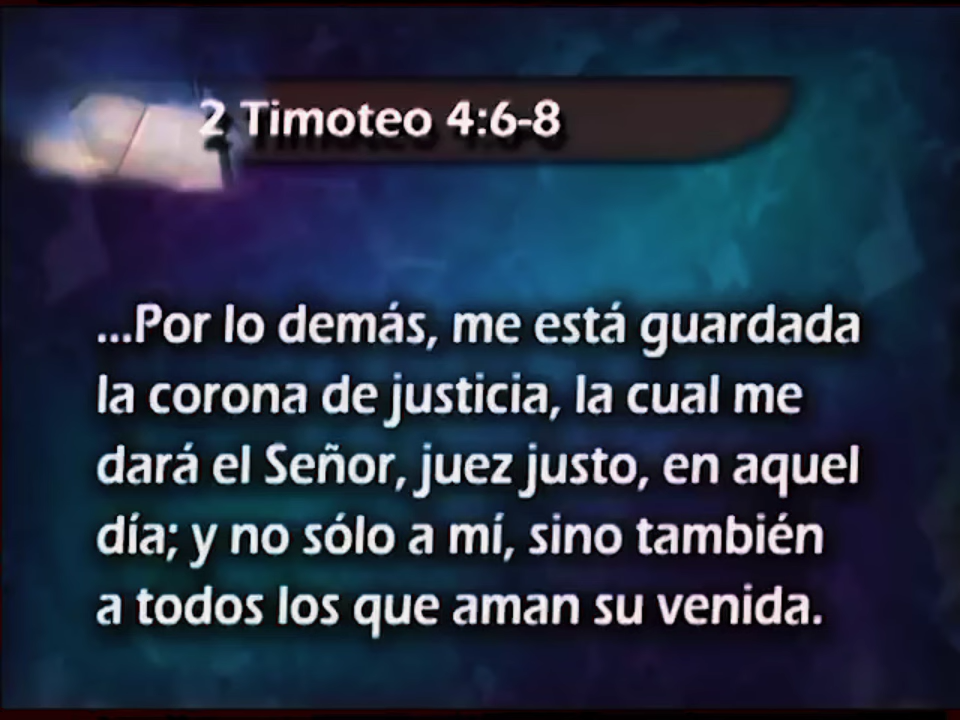 2 Timoteo 4:6-8
...Por lo demás, me está guardada
la corona de justicia, la cual me
dará el Señor, juez justo, en aquel
día; y no sólo a mí, sino también
a todos los que aman su venida.